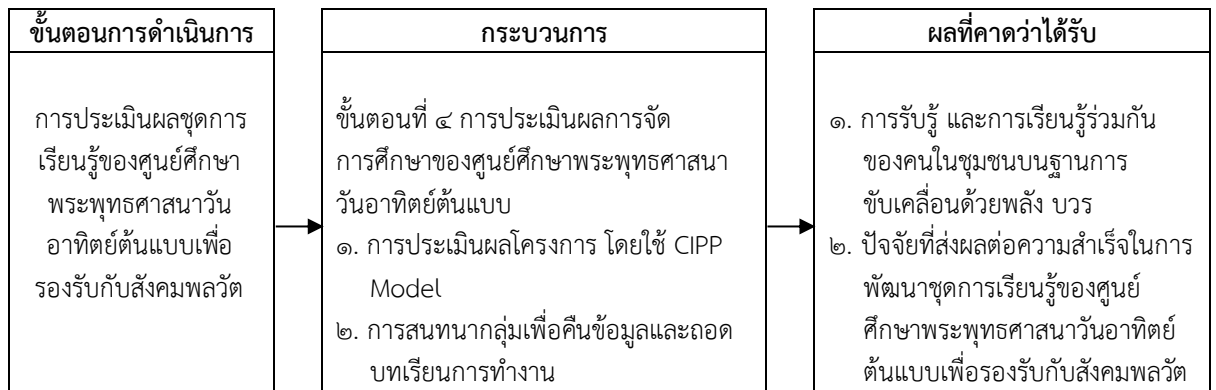 ขั้นตอนการดำเนินการ
การประเมินผลชุดการ
เรียนรู้ของศูนย์ศึกษา
พระพุทธศาสนาวัน
อาทิตย์ต้นแบบเพื่อ
รองรับกับสังคมพลวัต
กระบวนการ
ขั้นตอนที่ ๔ การประเมินผลการจัด
การศึกษาของศูนย์ศึกษาพระพุทธศาสนา
วันอาทิตย์ต้นแบบ
๑. การประเมินผลโครงการ โดยใช้ CIPP
Model
๒. การสนทนากลุ่มเพื่อคืนข้อมูลและถอด
บทเรียนการทำงาน
ผลที่คาดว่าได้รับ
๑. การรับรู้ และการเรียนรู้ร่วมกัน
ของคนในชุมชนบนฐานการ
ขับเคลื่อนด้วยพลัง บวร
๒. ปัจจัยที่ส่งผลต่อความสำเร็จในการ
พัฒนาชุดการเรียนรู้ของศูนย์
ศึกษาพระพุทธศาสนาวันอาทิตย์
ต้นแบบเพื่อรองรับกับสังคมพลวัต